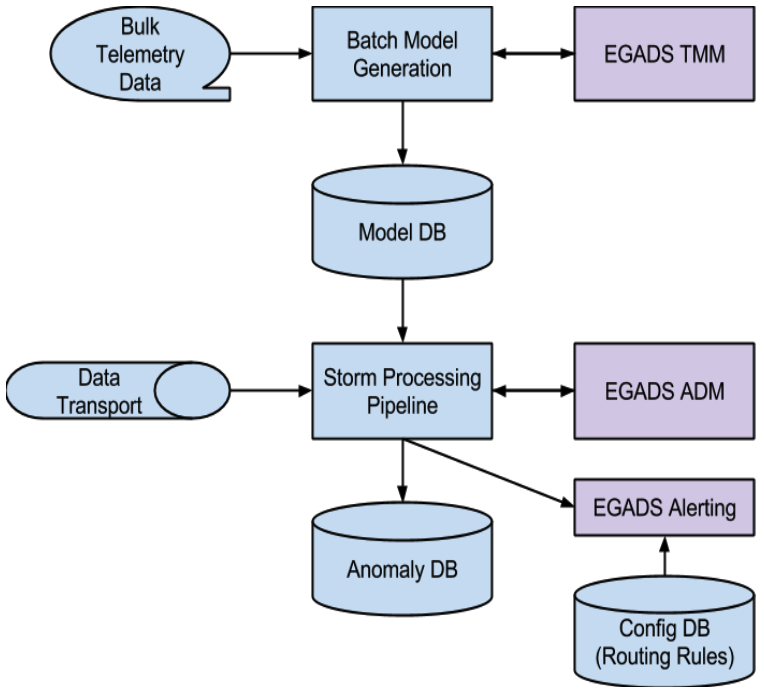 Bulk
Telemetry
Data
Batch Model
Generation
EGADS TMM
Model DB
Data
Transport
Storm Processing
Pipeline
EGADS ADM
EGADS Alerting
Anomaly DB
Config DB
(Routing Rules)